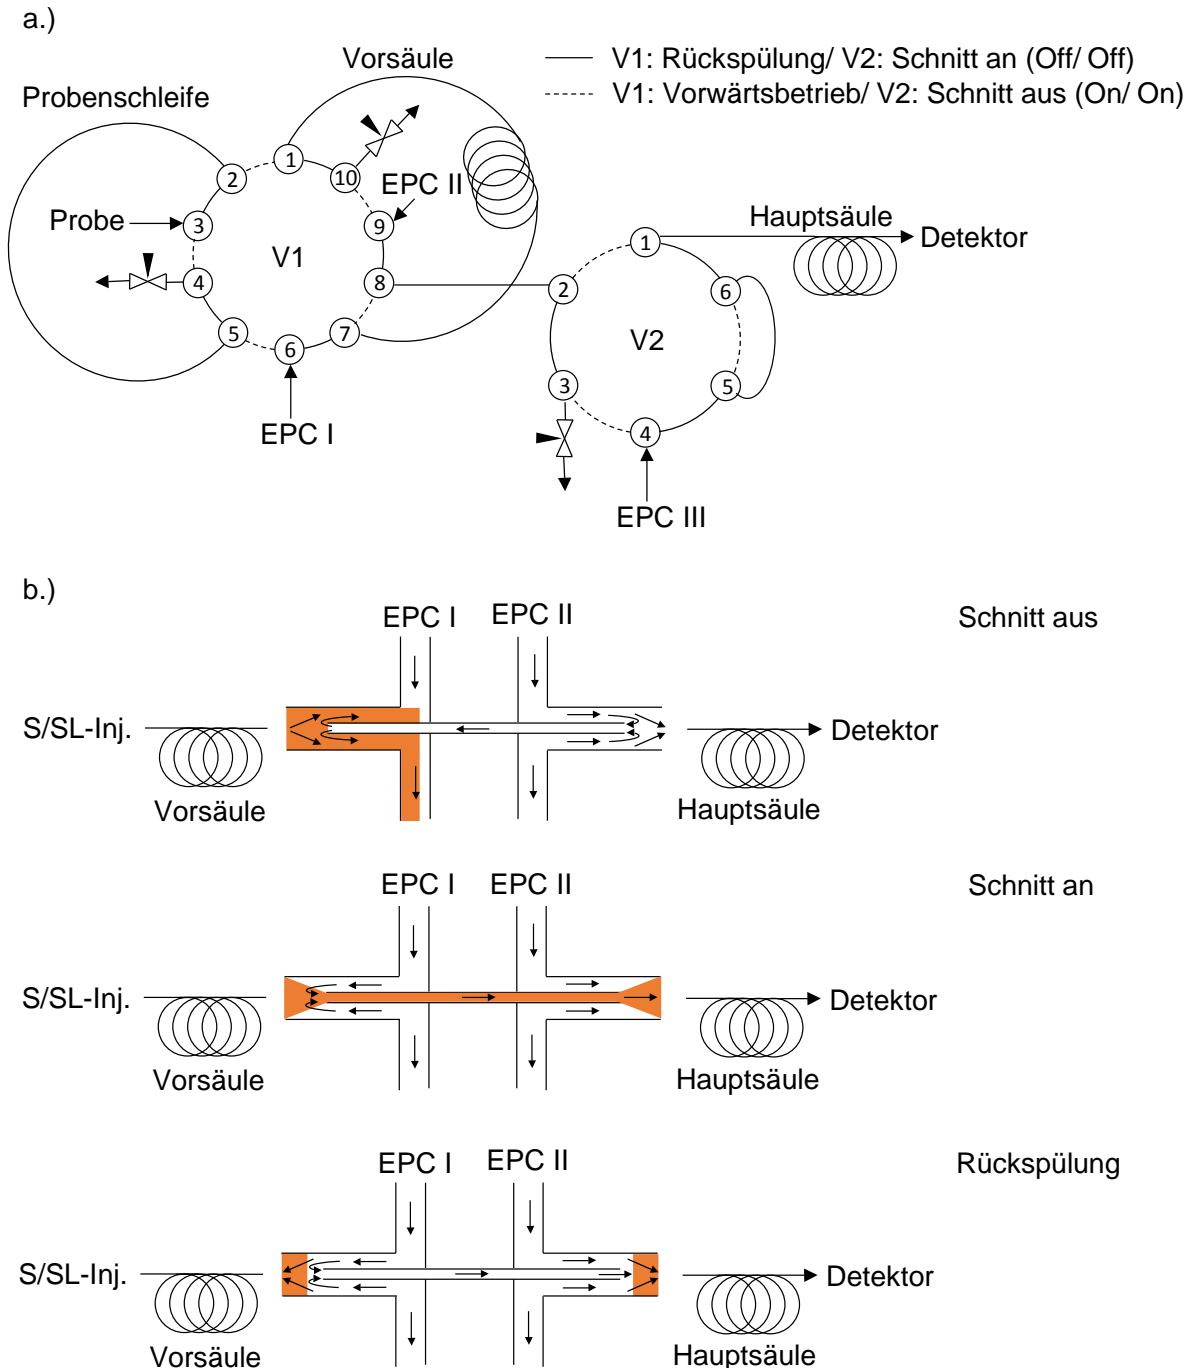 a.)
Vorsäule
V1: Rückspülung/ V2: Schnitt an (Off/ Off)
V1: Vorwärtsbetrieb/ V2: Schnitt aus (On/ On)
Probenschleife
1
2
10
EPC II
Probe
3
9
Hauptsäule
Detektor
V1
1
4
8
2
6
5
7
6
V2
3
5
EPC I
4
EPC III
b.)
EPC I
EPC II
Schnitt aus
S/SL-Inj.
Detektor
Vorsäule
Hauptsäule
EPC I
EPC II
Schnitt an
S/SL-Inj.
Detektor
Vorsäule
Hauptsäule
EPC I
EPC II
Rückspülung
S/SL-Inj.
Detektor
Vorsäule
Hauptsäule